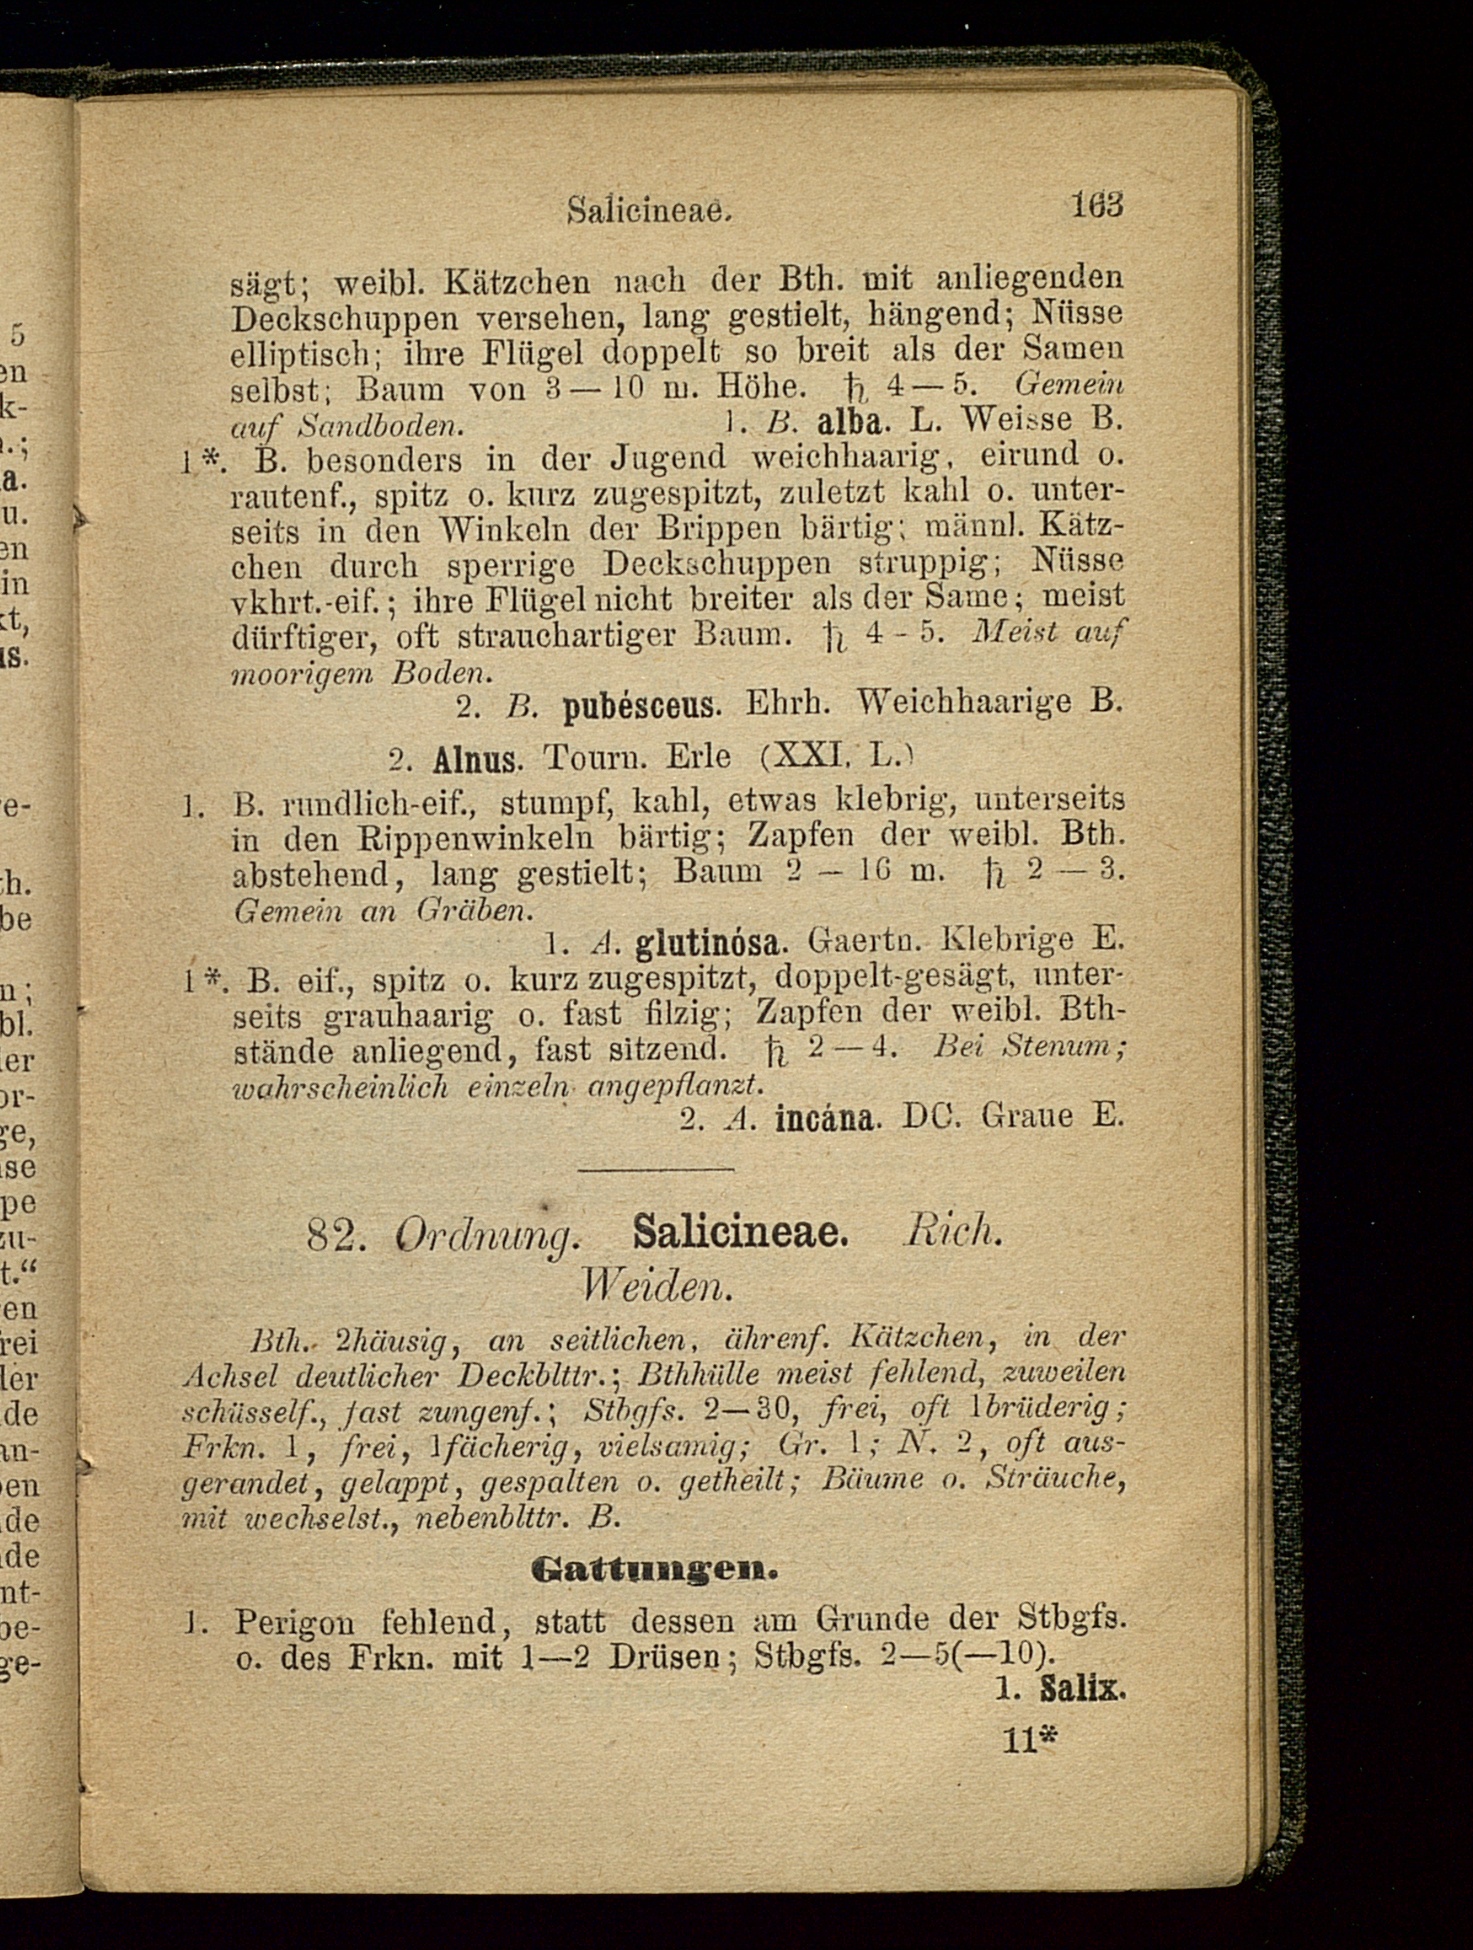 Salicineae. 163
sägt; weibl. Kätzchen nach der Bth. mit anliegenden
Deckschuppen versehen, lang gestielt, hängend; Nüsse
elliptisch; ihre Flügel doppelt so breit als der Samen
selbst; Baum von 3 — 10 m. Höhe. ♄ 4 — 5. Gemein
auf Sandboden. 1. B. alba. L. Weisse B.
1*. B. besonders in der Jugend weichhaarig, eirund o.
rautenf., spitz o. kurz zugespitzt, zuletzt kahl o. unter-
seits in den Winkeln der Brippen bärtig; männl. Kätz-
chen durch sperrige Deckschuppen struppig; Nüsse
vkhrt.-eif.; ihre Flügel nicht breiter als der Same; meist
dürftiger, oft strauchartiger Baum. ♄ 4 - 5. Meist auf
moorigem Boden.
2. B. pubésceus. Ehrh. Weichhaarige B.
2. Alnus. Tourn. Erle (XXI. L.)
1. B. rundlich-eif., stumpf, kahl, etwas klebrig, unterseits
in den Rippenwinkeln bärtig; Zapfen der weibl. Bth.
abstehend, lang gestielt; Baum 2 — 16 m. ♄ 2 — 3.
Gemein an Gräben.
1. A. glutinósa. Gaertn. Klebrige E.
1*. B. eif., spitz o. kurz zugespitzt, doppelt-gesägt, unter-
seits grauhaarig o. fast filzig; Zapfen der weibl. Bth-
stände anliegend, fast sitzend. ♄ 2 — 4. Bei Stenum;
wahrscheinlich einzeln angepflanzt.
2. A. incána. DC. Graue E.
82. Ordnung. Salicineae. Rich.
Weiden.
Bth. 2häusig, an seitlichen, ährenf. Kätzchen, in der
Achsel deutlicher Deckblttr.; Bthhülle meist fehlend, zuweilen
schüsself., fast zungenf.; Stbgfs. 2—30, frei, oft 1brüderig;
Frkn. 1, frei, 1fächerig, vielsamig; Gr. 1; N. 2, oft aus-
gerandet, gelappt, gespalten o. getheilt; Bäume o. Sträuche,
mit wechselst., nebenblttr. B.
Gattungen.
1. Perigon fehlend, statt dessen am Grunde der Stbgfs.
o. des Frkn. mit 1—2 Drüsen; Stbgfs. 2—5(—10).
1. Salix.
11*